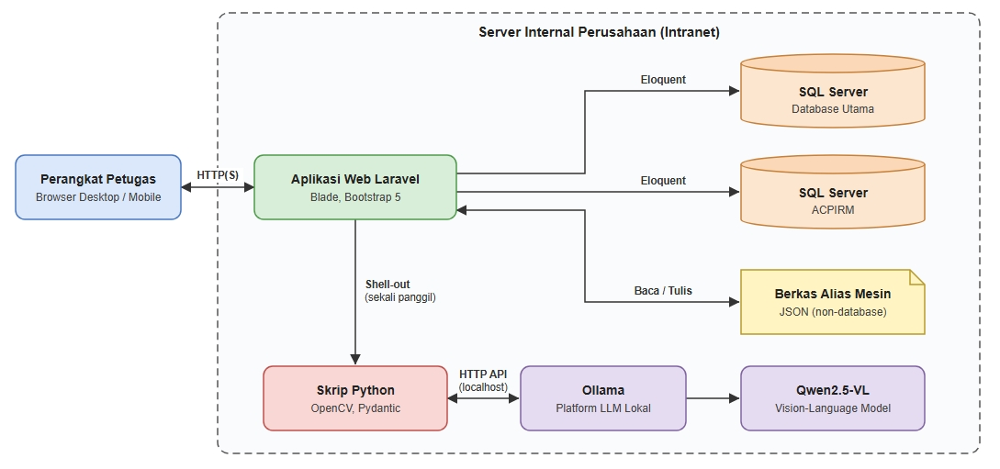 Server Internal Perusahaan (Intranet)
Eloquent
SQL Server
Database Utama
Perangkat Petugas
Browser Desktop / Mobile
HTTP(S)
Aplikasi Web Laravel
Blade, Bootstrap 5
Eloquent
SQL Server
ACPIRM
Shell-out
(sekali panggil)
Baca / Tulis
Berkas Alias Mesin
JSON (non-database)
Skrip Python
OpenCV, Pydantic
HTTP API
(localhost)
Ollama
Platform LLM Lokal
Qwen2.5-VL
Vision-Language Model